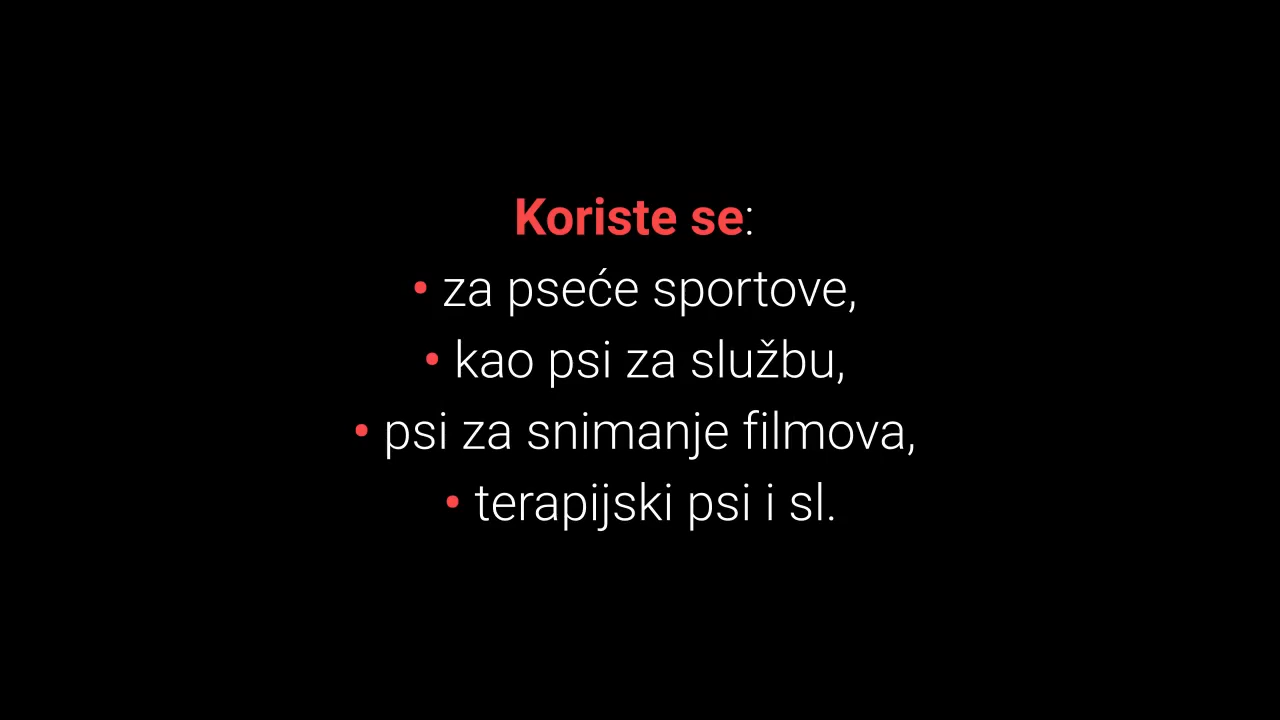 Koriste se:
• za pseće sportove,
• kao psi za službu,
• psi za snimanje filmova,
• terapijski psi i sl.